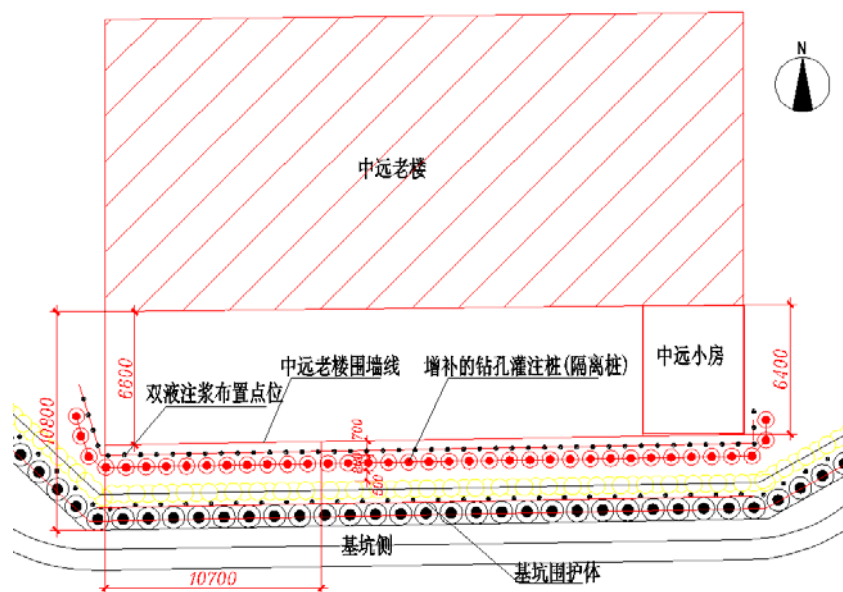 N
中远老楼
中远小房
6600
中远老楼围墙线
增补的钻孔灌注桩(隔离桩)
6400
双液注浆布置点位
10800
700
500
基坑侧
基坑围护体
10700